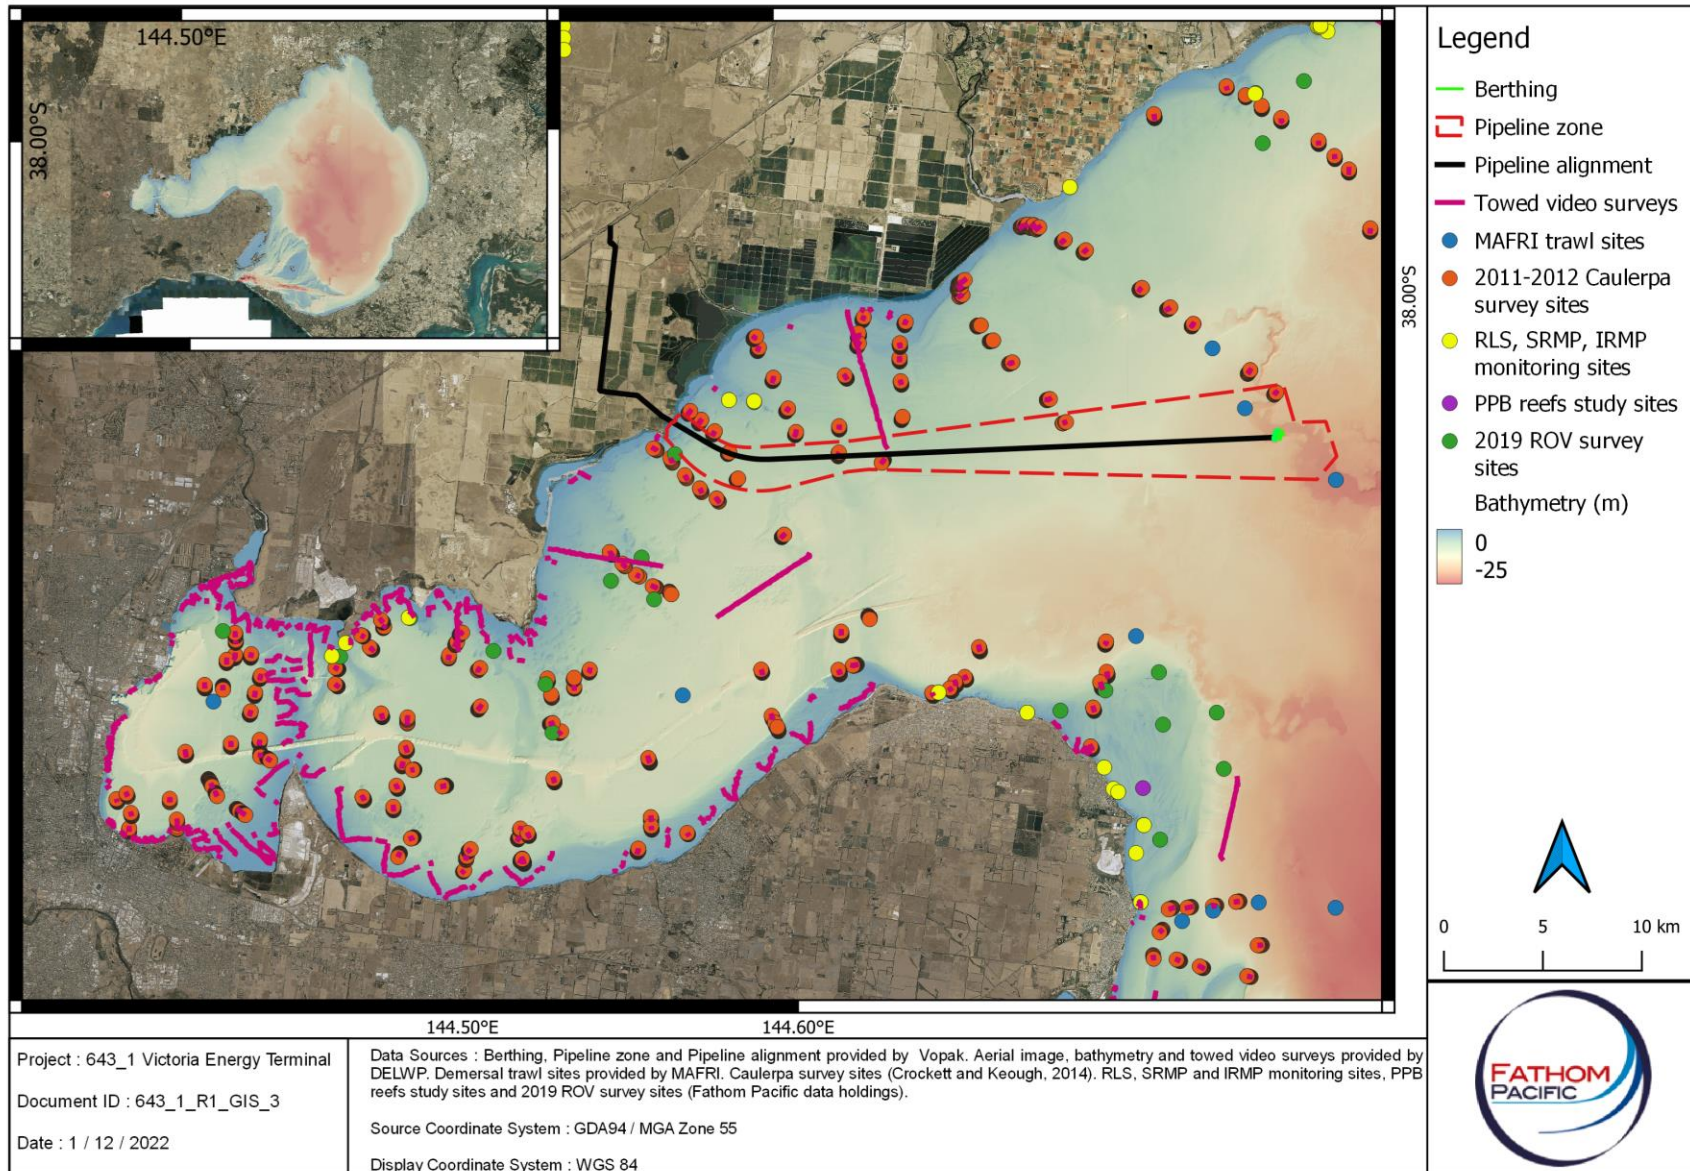 144.50°E
38.00°S
38.00°S
144.50°E
144.60°E
Legend
Berthing
Pipeline zone
Pipeline alignment
Towed video surveys
MAFRI trawl sites
2011-2012 Caulerpa
survey sites
RLS, SRMP, IRMP
monitoring sites
PPB reefs study sites
2019 ROV survey
sites
Bathymetry (m)
0
-25
0 5 10 km
FATHOM
PACIFIC
Project : 643_1 Victoria Energy Terminal
Document ID : 643_1_R1_GIS_3
Date : 1 / 12 / 2022
Data Sources : Berthing, Pipeline zone and Pipeline alignment provided by Vopak. Aerial image, bathymetry and towed video surveys provided by
DELWP. Demersal trawl sites provided by MAFRI. Caulerpa survey sites (Crockett and Keough, 2014). RLS, SRMP and IRMP monitoring sites, PPB
reefs study sites and 2019 ROV survey sites (Fathom Pacific data holdings).
Source Coordinate System : GDA94 / MGA Zone 55
Display Coordinate System : WGS 84